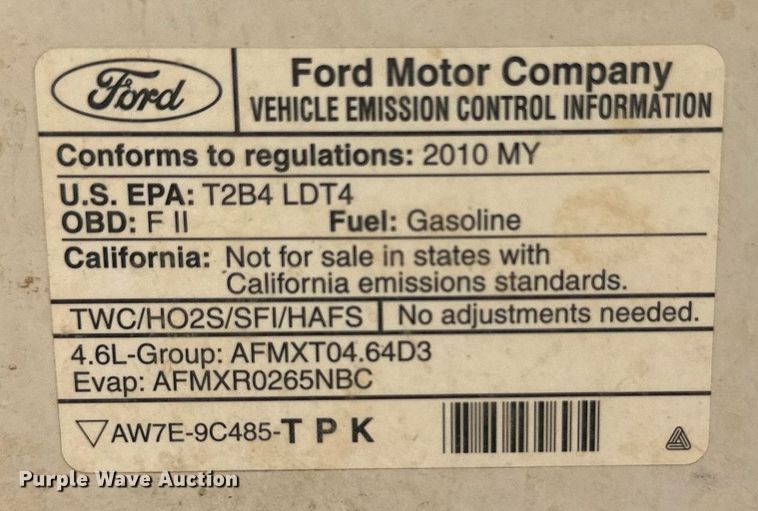 Ford
Ford Motor Company
VEHICLE EMISSION CONTROL INFORMATION
Conforms to regulations: 2010 MY
U.S. EPA: T2B4 LDT4
OBD: F II Fuel: Gasoline
California: Not for sale in states with
California emissions standards.
TWC/HO2S/SFI/HAFS No adjustments needed.
4.6L-Group: AFMXT04.64D3
Evap: AFMXR0265NBC
▽AW7E-9C485-T P K
Purple Wave Auction